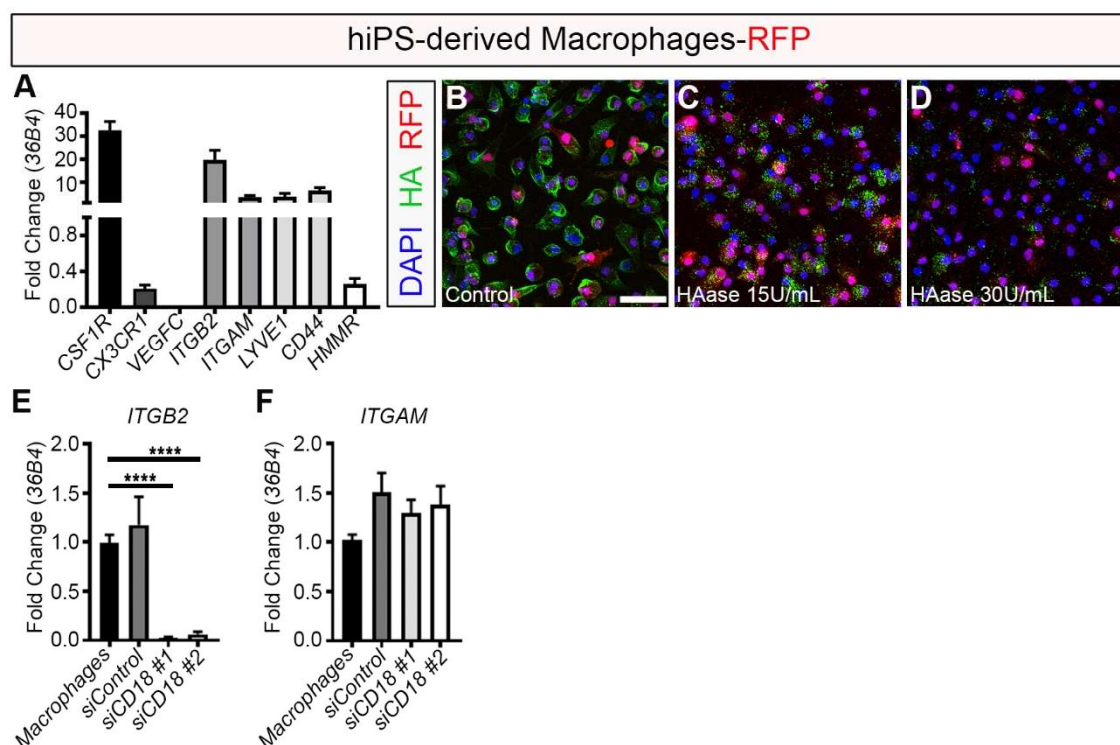 hiPS-derived Macrophages-RFP
A
Fold Change (36B4)
40
30
20
10
0.8
0.4
0.0
CSF1R
CX3CR1
VEGFC
ITGB2
ITGAM
LYVE1
CD44
HMMR
DAPI HA RFP
B
Control
C
HAase 15U/mL
D
HAase 30U/mL
E
ITGB2
Fold Change (36B4)
2.0
1.5
1.0
0.5
0.0
****
****
Macrophages
siControl
siCD18 #1
siCD18 #2
F
ITGAM
Fold Change (36B4)
2.0
1.5
1.0
0.5
0.0
Macrophages
siControl
siCD18 #1
siCD18 #2